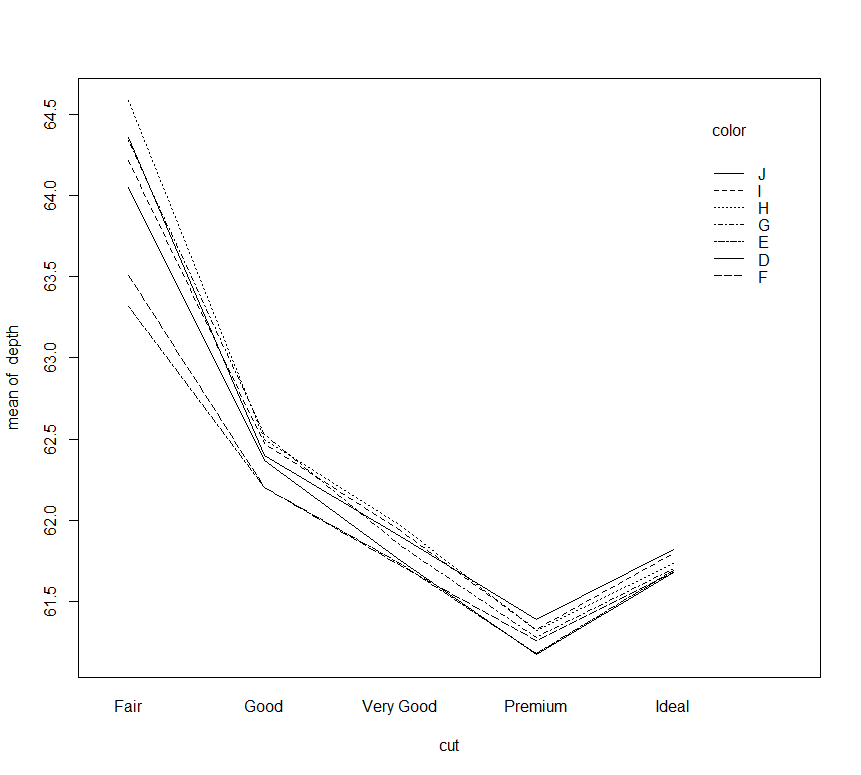 64.5
64.0
63.5
63.0
62.5
62.0
61.5
mean of  depth
color
J
I
H
G
E
D
F
Fair Good Very Good Premium Ideal
cut